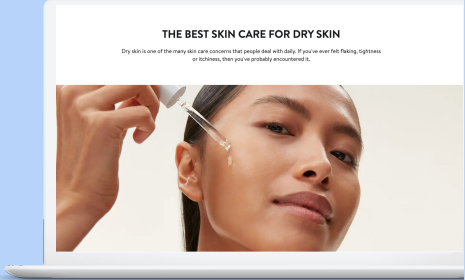 THE BEST SKIN CARE FOR DRY SKIN
Dry skin is one of the many skin care concerns that people deal with daily. If you've ever felt flaking, tightness
or itchiness, then you've probably encountered it.